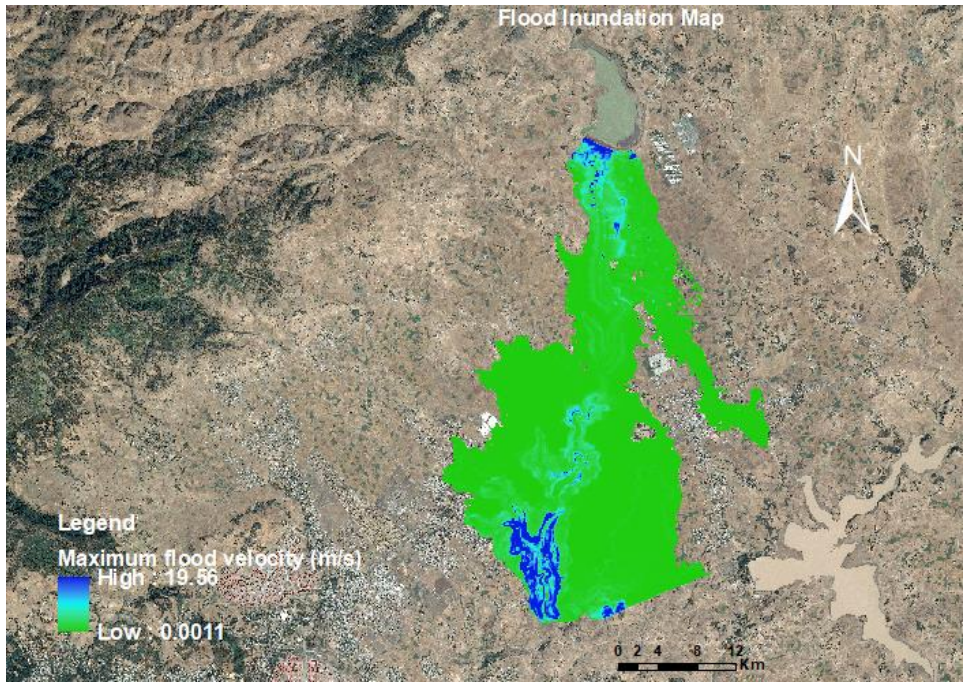 Flood Inundation Map
N
Legend
Maximum flood velocity (m/s)
High : 19.56
Low : 0.0011
0 2 4 8 12
Km